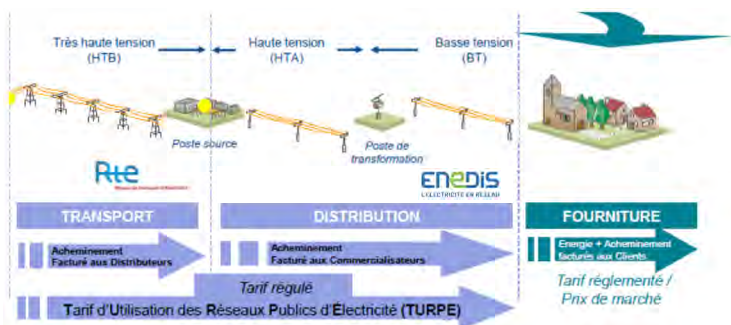 Très haute tension
(HTB)
Haute tension
(HTA)
Basse tension
(BT)
Poste source
Poste de
transformation
Rte
ENEDIS
L'ELECTRICITE EN RESEAU
TRANSPORT
DISTRIBUTION
FOURNITURE
Acheminement
Facturé aux Distributeurs
Acheminement
Facturé aux Commercialisateurs
Energie + Acheminement
facturés aux Clients
Tarif régulé
Tarif réglementé /
Prix de marché
Tarif d'Utilisation des Réseaux Publics d'Électricité (TURPE)